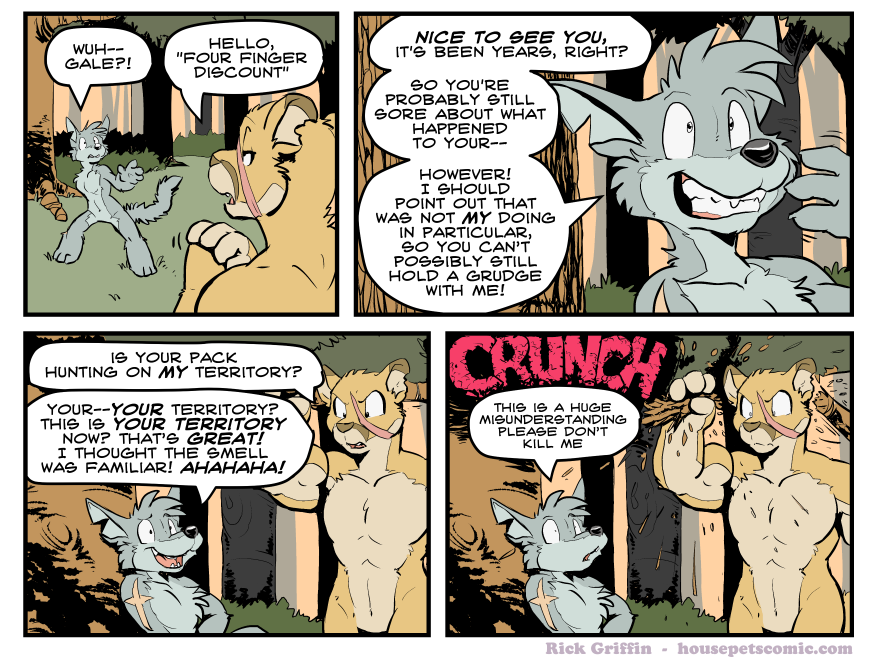 WUH--
GALE?!
HELLO,
"FOUR FINGER
DISCOUNT"
NICE TO SEE YOU,
IT'S BEEN YEARS, RIGHT?
SO YOU'RE
PROBABLY STILL
SORE ABOUT WHAT
HAPPENED
TO YOUR--
HOWEVER!
I SHOULD
POINT OUT THAT
WAS NOT MY DOING
IN PARTICULAR,
SO YOU CAN'T
POSSIBLY STILL
HOLD A GRUDGE
WITH ME!
IS YOUR PACK
HUNTING ON MY TERRITORY?
YOUR--YOUR TERRITORY?
THIS IS YOUR TERRITORY
NOW? THAT'S GREAT!
I THOUGHT THE SMELL
WAS FAMILIAR! AHAHAHA!
CRUNCH
THIS IS A HUGE
MISUNDERSTANDING
PLEASE DON'T
KILL ME
Rick Griffin - housepetscomic.com